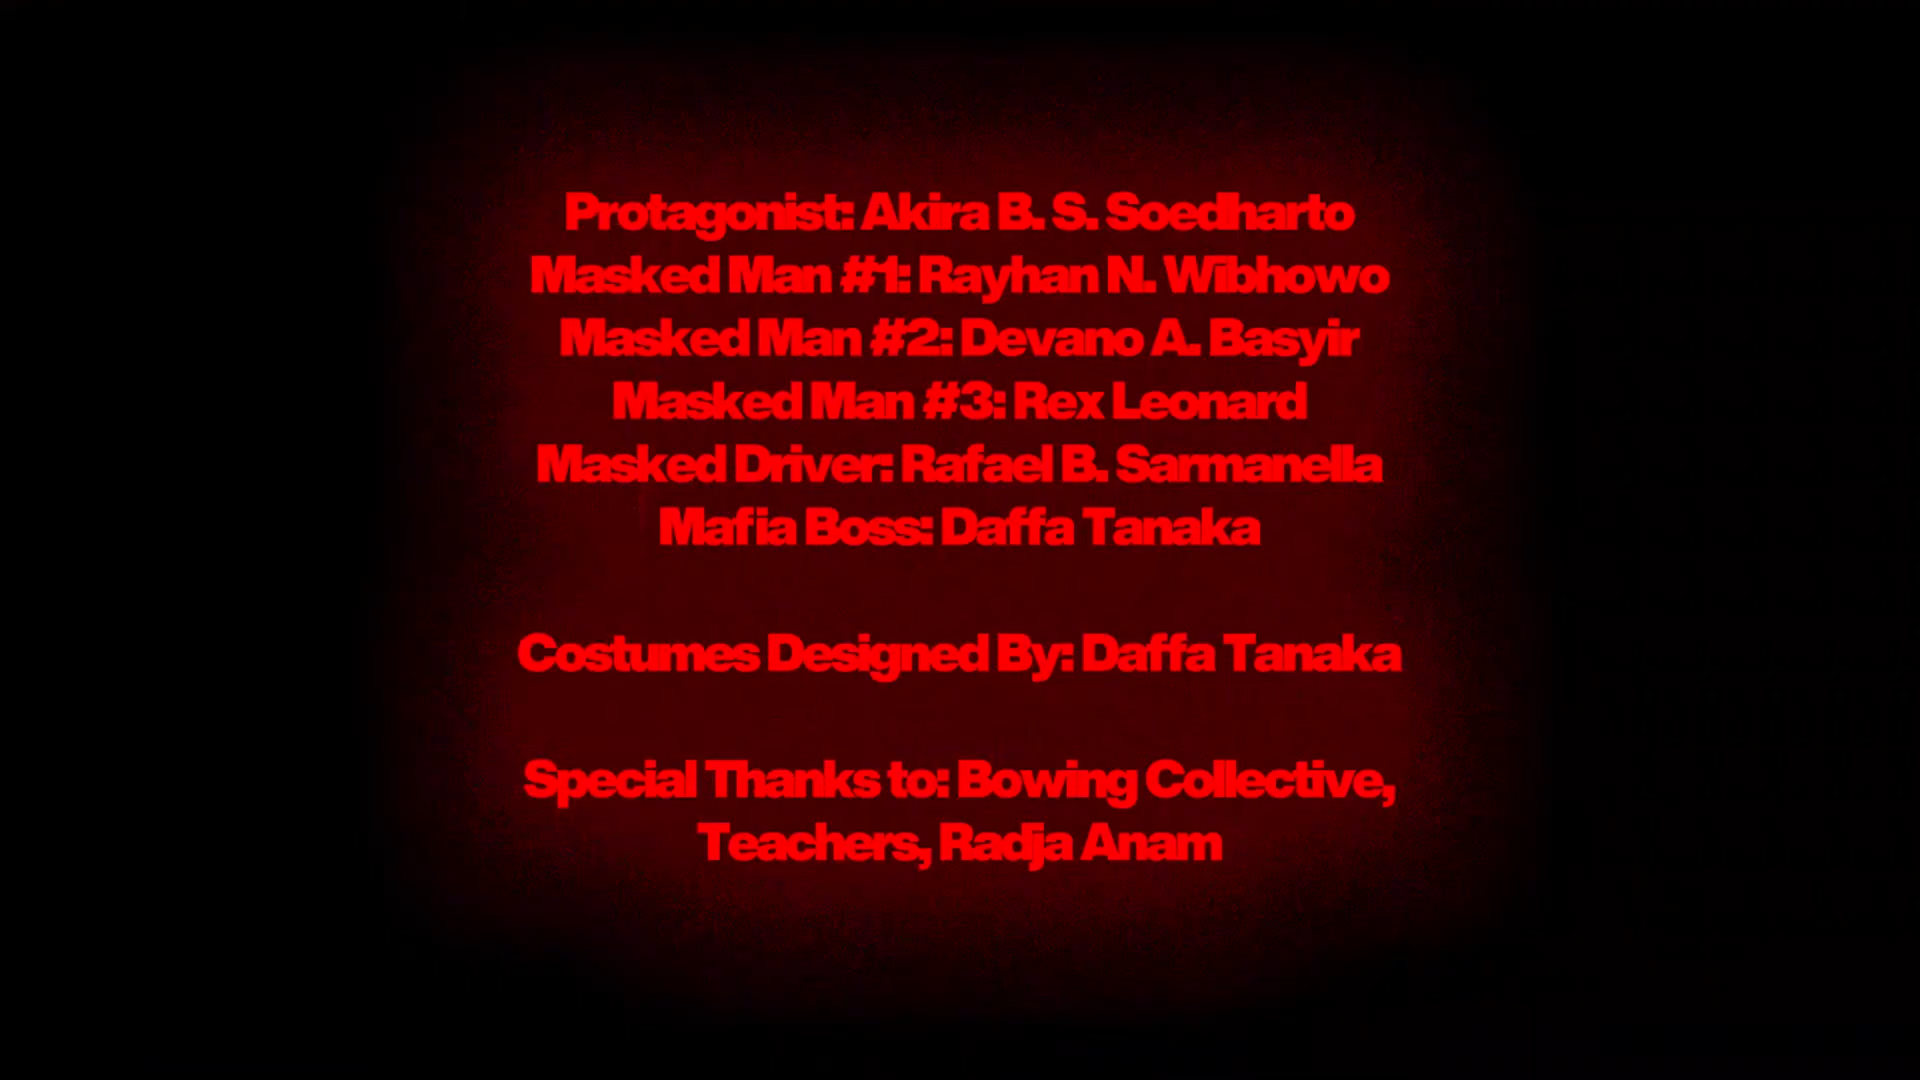 Protagonist: Akira B. S. Soedharto
Masked Man #1: Rayhan N. Wibhowo
Masked Man #2: Devano A. Basyir
Masked Man #3: Rex Leonard
Masked Driver: Rafael B. Sarmanella
Mafia Boss: Daffa Tanaka
Costumes Designed By: Daffa Tanaka
Special Thanks to: Bowing Collective,
Teachers, Radja Anam